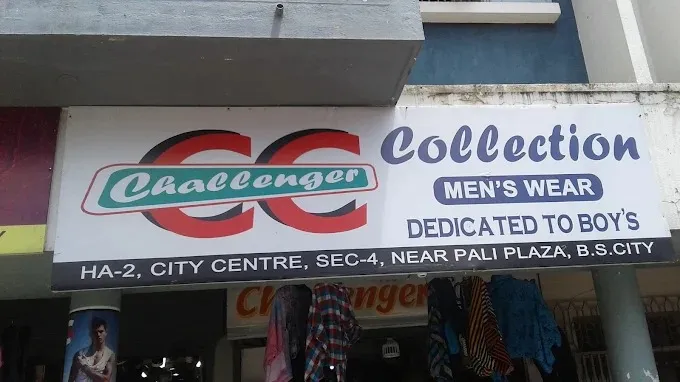 CC
Challenger
Collection
MEN'S WEAR
DEDICATED TO BOY'S
HA-2, CITY CENTRE, SEC-4, NEAR PALI PLAZA, B.S.CITY
Challenger